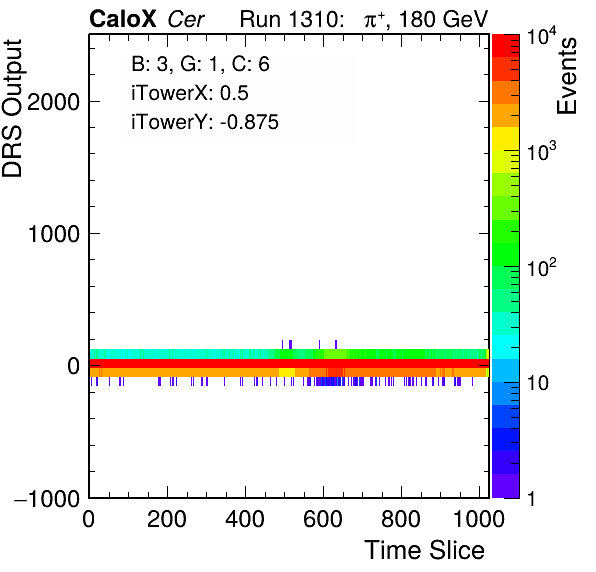 CaloX Cer Run 1310: π⁺, 180 GeV
B: 3, G: 1, C: 6
iTowerX: 0.5
iTowerY: -0.875
DRS Output
2000
1000
0
−1000
0 200 400 600 800 1000
Time Slice
Events
10⁴
10³
10²
10
1